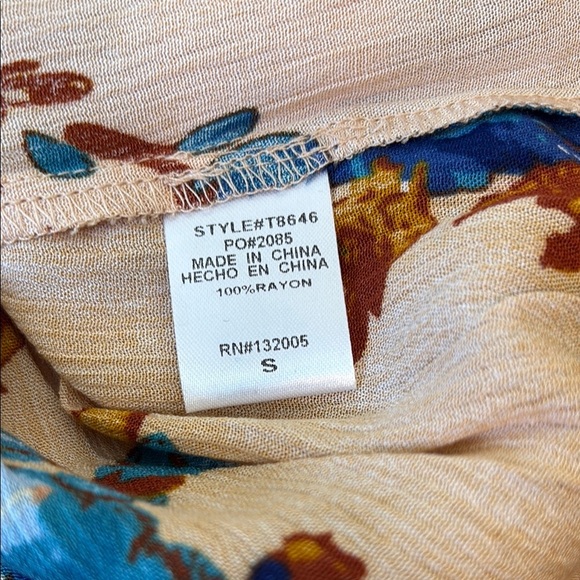 STYLE#T8646
PO#2085
MADE IN CHINA
HECHO EN CHINA
100%RAYON
RN#132005
S